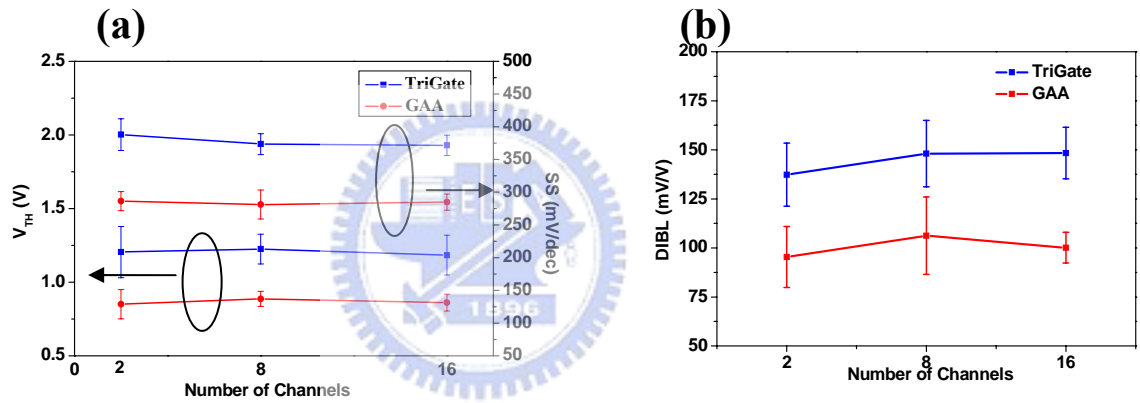 (a)
2.5
2.0
1.5
1.0
0.5
V_TH (V)
0
2
8
16
Number of Channels
500
450
400
350
300
250
200
150
100
50
SS (mV/dec)
TriGate
GAA
1896
(b)
200
175
150
125
100
75
50
DIBL (mV/V)
2
8
16
Number of Channels
TriGate
GAA